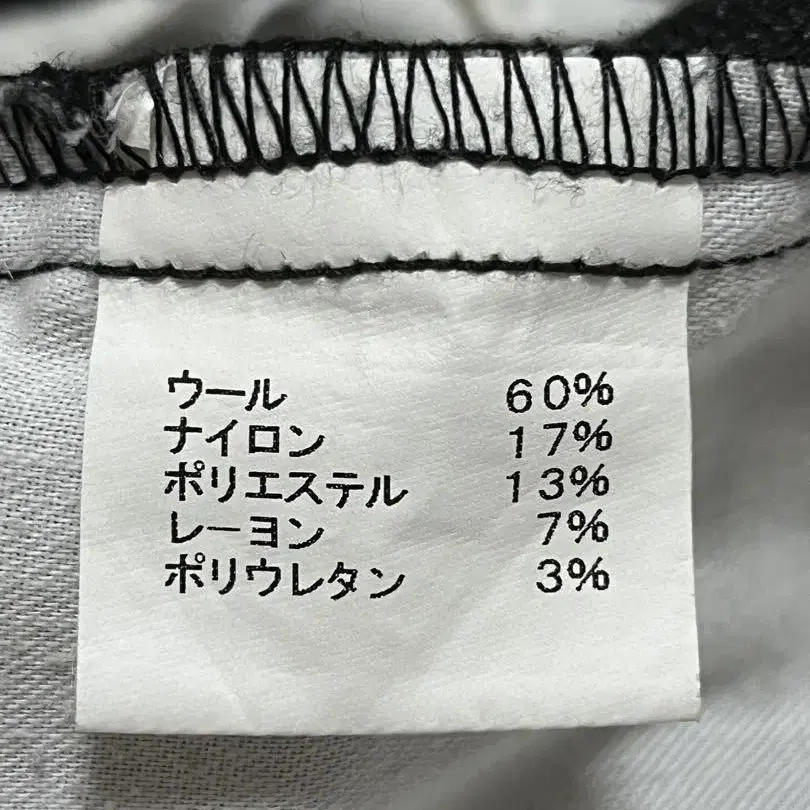 ウール 60%
ナイロン 17%
ポリエステル 13%
レーヨン 7%
ポリウレタン 3%